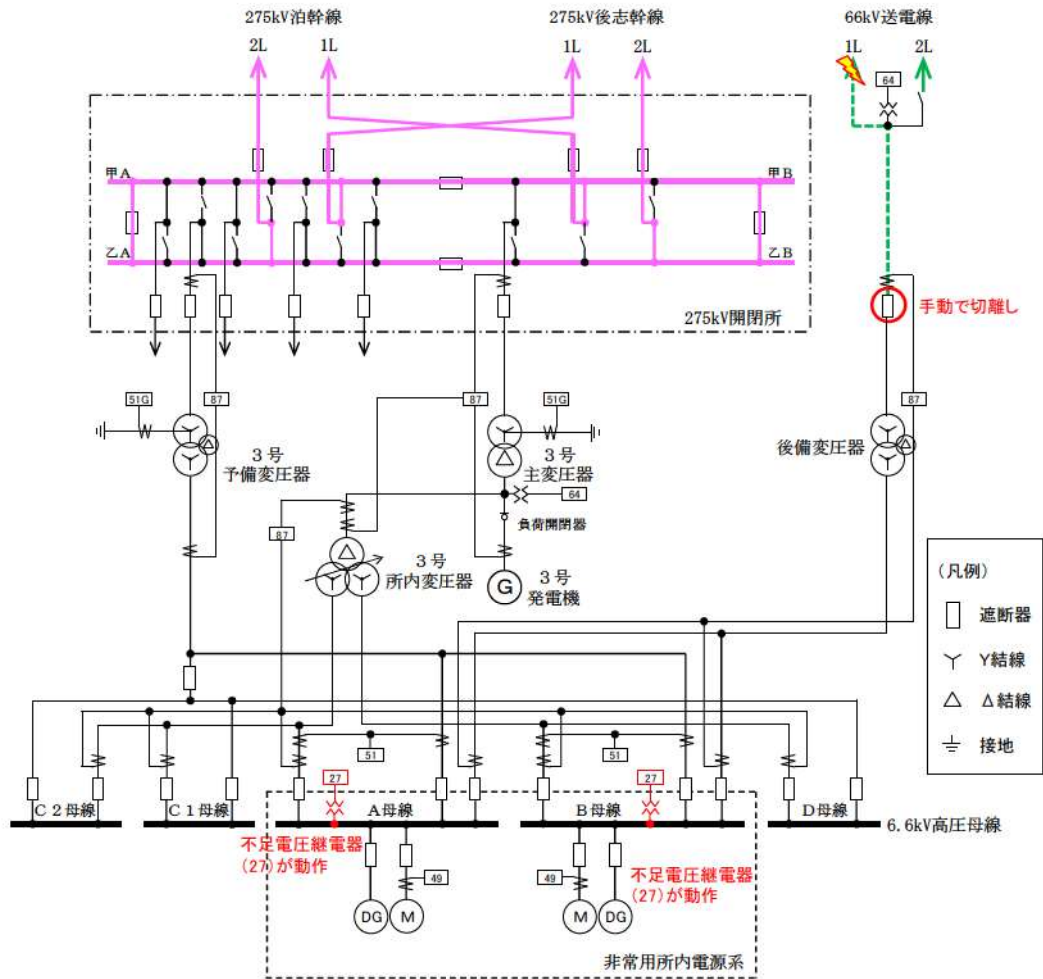 275kV泊幹線
275kV後志幹線
66kV送電線
2L
1L
1L
2L
1L
2L
64
甲A
甲B
乙A
乙B
275kV開閉所
手動で切離し
51G
87
51G
87
87
3号
予備変圧器
3号
主変圧器
後備変圧器
64
負荷開閉器
87
3号
所内変圧器
G
3号
発電機
(凡例)
遮断器
Y結線
Δ結線
接地
51
51
27
27
C2母線
C1母線
A母線
B母線
D母線
6.6kV高圧母線
不足電圧継電器
(27)が動作
不足電圧継電器
(27)が動作
49
49
DG
M
M
DG
非常用所内電源系